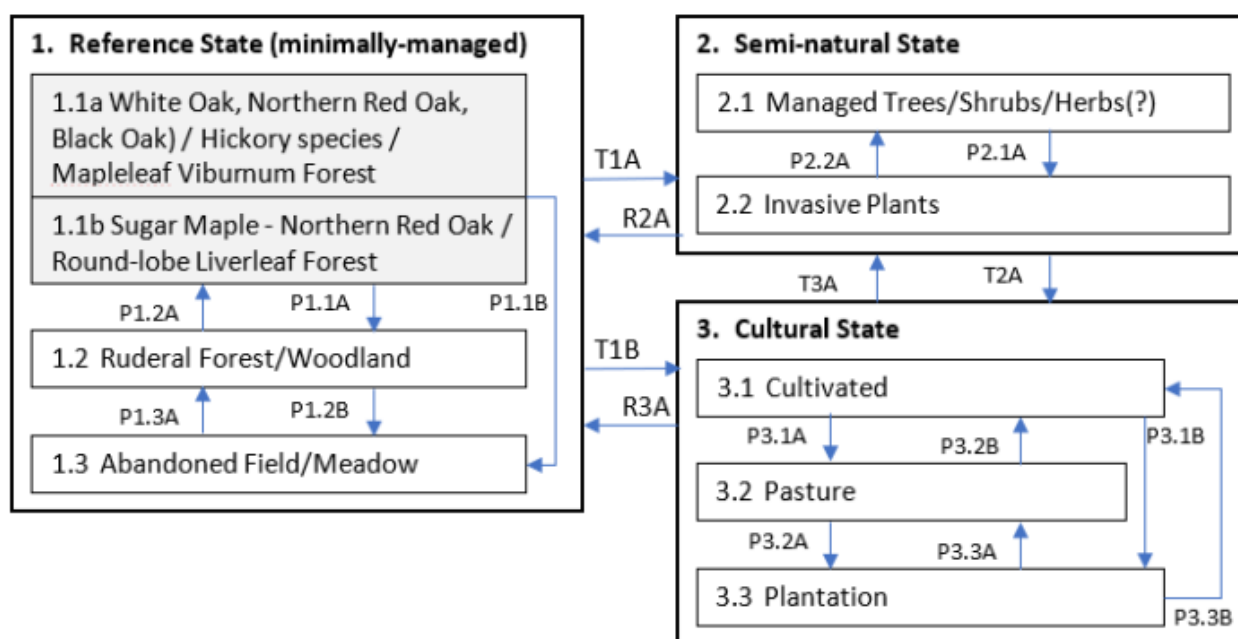 1. Reference State (minimally-managed)
1.1a White Oak, Northern Red Oak,
Black Oak) / Hickory species /
Mapleleaf Viburnum Forest
1.1b Sugar Maple - Northern Red Oak /
Round-lobe Liverleaf Forest
P1.2A
P1.1A
P1.1B
1.2 Ruderal Forest/Woodland
P1.3A
P1.2B
1.3 Abandoned Field/Meadow
T1A
R2A
T1B
R3A
2. Semi-natural State
2.1 Managed Trees/Shrubs/Herbs(?)
P2.2A
P2.1A
2.2 Invasive Plants
T3A
T2A
3. Cultural State
3.1 Cultivated
P3.1A
P3.2B
P3.1B
3.2 Pasture
P3.2A
P3.3A
3.3 Plantation
P3.3B